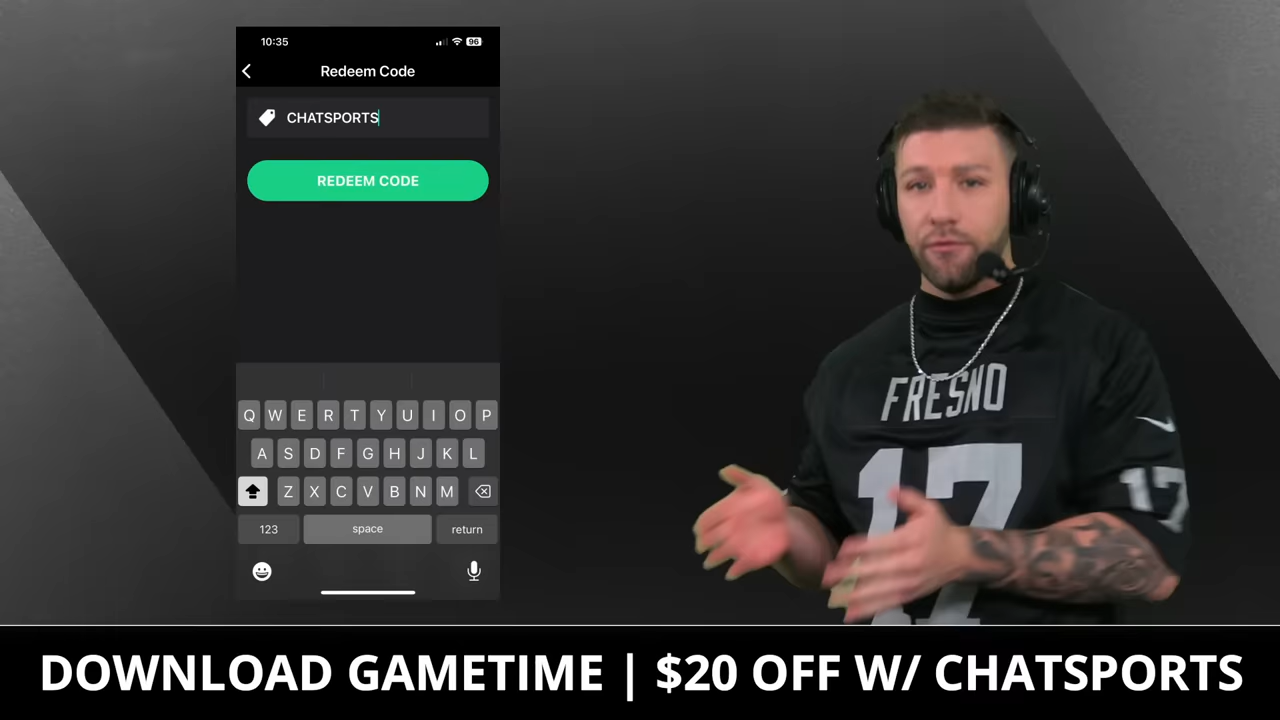 10:35
96
Redeem Code
CHATSPORTS
REDEEM CODE
Q W E R T Y U I O P
A S D F G H J K L
Z X C V B N M
123 space return
FRESNO
17
17
DOWNLOAD GAMETIME | $20 OFF W/ CHATSPORTS